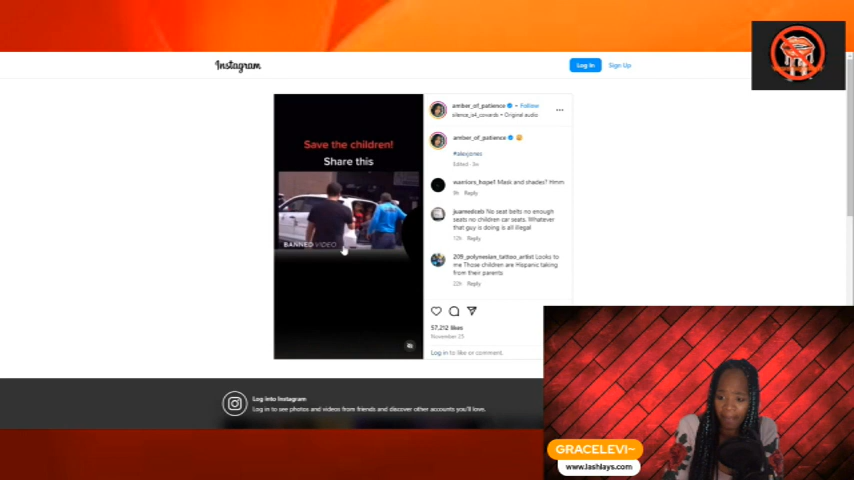 Instagram
Log In
Sign Up
Save the children!
Share this
BANNED.VIDEO
amber_of_patience • Follow
silence_is4_cowards • Original audio
amber_of_patience
#alexjones
Edited · 3w
warriors_hope1 Mask and shades? Hmm
8h Reply
No seat belts no enough
seats no children car seats. Whatever
that guy is doing is all illegal
12h Reply
209_polynesian_tattoo_artist Looks to
me Those children are Hispanic taking
from their parents
22h Reply
57,212 likes
November 25
Log in to like or comment.
Log into Instagram
Log in to see photos and videos from friends and discover other accounts you'll love.
GRACELEVI~
www.lashlays.com